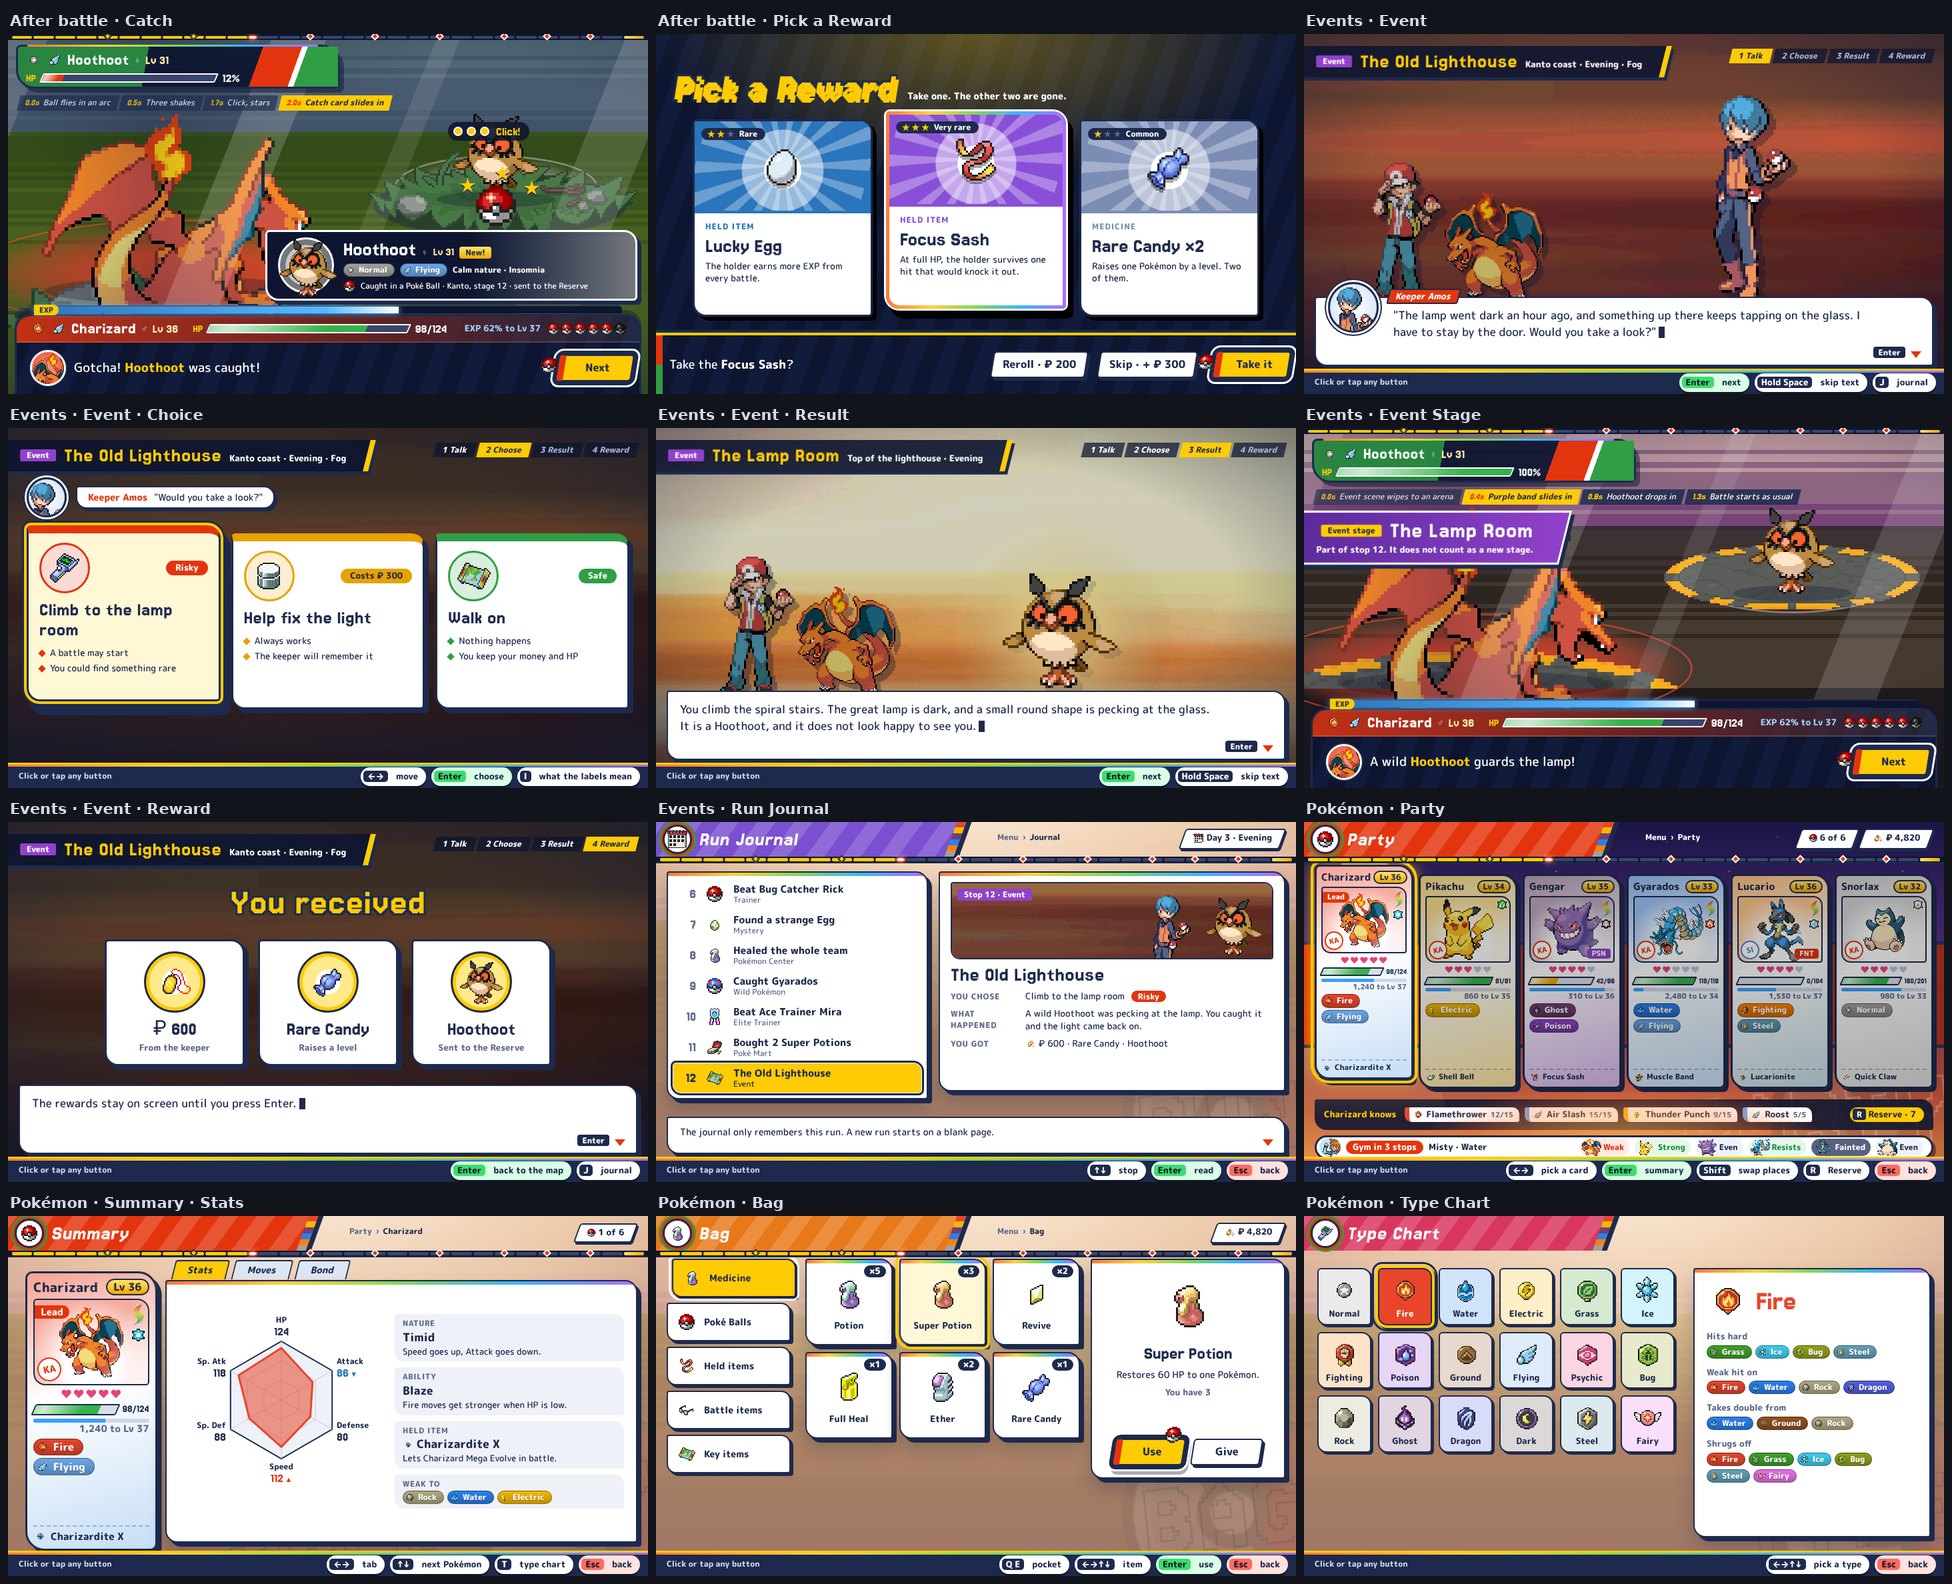 After battle · Catch
Hoothoot ♀ Lv 31
HP 12%
0.0s Ball flies in an arc
0.5s Three shakes
1.7s Click, stars
2.0s Catch card slides in
Click!
Hoothoot ♀ Lv 31 New!
Normal Flying Calm nature · Insomnia
Caught in a Poké Ball · Kanto, stage 12 · sent to the Reserve
EXP
Charizard ♂ Lv 36 HP 98/124 EXP 62% to Lv 37
Gotcha! Hoothoot was caught!
Next
After battle · Pick a Reward
Pick a Reward Take one. The other two are gone.
Rare
HELD ITEM
Lucky Egg
The holder earns more EXP from
every battle.
Very rare
HELD ITEM
Focus Sash
At full HP, the holder survives one
hit that would knock it out.
Common
MEDICINE
Rare Candy ×2
Raises one Pokémon by a level. Two
of them.
Take the Focus Sash?
Reroll · ₽ 200
Skip · + ₽ 300
Take it
Events · Event
Event The Old Lighthouse Kanto coast · Evening · Fog
1 Talk 2 Choose 3 Result 4 Reward
Keeper Amos
"The lamp went dark an hour ago, and something up there keeps tapping on the glass. I
have to stay by the door. Would you take a look?"
Enter
Click or tap any button
Enter next Hold Space skip text J journal
Events · Event · Choice
Event The Old Lighthouse Kanto coast · Evening · Fog
1 Talk 2 Choose 3 Result 4 Reward
Keeper Amos "Would you take a look?"
Risky
Climb to the lamp
room
A battle may start
You could find something rare
Costs ₽ 300
Help fix the light
Always works
The keeper will remember it
Safe
Walk on
Nothing happens
You keep your money and HP
Click or tap any button
←→ move Enter choose I what the labels mean
Events · Event · Result
Event The Lamp Room Top of the lighthouse · Evening
1 Talk 2 Choose 3 Result 4 Reward
You climb the spiral stairs. The great lamp is dark, and a small round shape is pecking at the glass.
It is a Hoothoot, and it does not look happy to see you.
Enter
Click or tap any button
Enter next Hold Space skip text
Events · Event Stage
Hoothoot ♀ Lv 31
HP 100%
0.0s Event scene wipes to an arena
0.4s Purple band slides in
0.9s Hoothoot drops in
1.3s Battle starts as usual
Event stage The Lamp Room
Part of stop 12. It does not count as a new stage.
EXP
Charizard ♂ Lv 36 HP 98/124 EXP 62% to Lv 37
A wild Hoothoot guards the lamp!
Next
Events · Event · Reward
Event The Old Lighthouse Kanto coast · Evening · Fog
1 Talk 2 Choose 3 Result 4 Reward
You received
₽ 600
From the keeper
Rare Candy
Raises a level
Hoothoot
Sent to the Reserve
The rewards stay on screen until you press Enter.
Enter
Click or tap any button
Enter back to the map J journal
Events · Run Journal
Run Journal
Menu › Journal
Day 3 · Evening
6 Beat Bug Catcher Rick
Trainer
7 Found a strange Egg
Mystery
8 Healed the whole team
Pokémon Center
9 Caught Gyarados
Wild Pokémon
10 Beat Ace Trainer Mira
Elite Trainer
11 Bought 2 Super Potions
Poké Mart
12 The Old Lighthouse
Event
Stop 12 · Event
The Old Lighthouse
YOU CHOSE Climb to the lamp room Risky
WHAT HAPPENED A wild Hoothoot was pecking at the lamp. You caught it
and the light came back on.
YOU GOT ₽ 600 · Rare Candy · Hoothoot
The journal only remembers this run. A new run starts on a blank page.
Click or tap any button
↑↓ stop Enter read Esc back
Pokémon · Party
Party
Menu › Party
6 of 6
₽ 4,820
Charizard Lv 36
Lead
KA
98/124
1,240 to Lv 37
Fire
Flying
Charizardite X
Pikachu Lv 34
KA
81/81
860 to Lv 35
Electric
Shell Bell
Gengar Lv 35
KA
PSN
42/96
310 to Lv 36
Ghost
Poison
Focus Sash
Gyarados Lv 33
KA
118/118
2,480 to Lv 34
Water
Flying
Muscle Band
Lucario Lv 36
SI
FNT
0/104
1,530 to Lv 37
Fighting
Steel
Lucarionite
Snorlax Lv 32
KA
160/201
980 to Lv 33
Normal
Quick Claw
Charizard knows
Flamethrower 12/15
Air Slash 15/15
Thunder Punch 9/15
Roost 5/5
R Reserve · 7
Gym in 3 stops Misty · Water
Weak Strong Even Resists Fainted Even
Click or tap any button
←→ pick a card Enter summary Shift swap places R Reserve Esc back
Pokémon · Summary · Stats
Summary
Party › Charizard
1 of 6
Charizard Lv 36
Lead
KA
98/124
1,240 to Lv 37
Fire
Flying
Charizardite X
Stats Moves Bond
HP
124
Sp. Atk
118
Attack
86 ▼
Sp. Def
88
Defense
80
Speed
112 ▲
NATURE
Timid
Speed goes up, Attack goes down.
ABILITY
Blaze
Fire moves get stronger when HP is low.
HELD ITEM
Charizardite X
Lets Charizard Mega Evolve in battle.
WEAK TO
Rock Water Electric
Click or tap any button
←→ tab ↑↓ next Pokémon T type chart Esc back
Pokémon · Bag
Bag
Menu › Bag
₽ 4,820
Medicine
Poké Balls
Held items
Battle items
Key items
×5
Potion
×3
Super Potion
×2
Revive
×1
Full Heal
×2
Ether
×1
Rare Candy
Super Potion
Restores 60 HP to one Pokémon.
You have 3
Use
Give
BAG
Click or tap any button
Q E pocket ←→↑↓ item Enter use Esc back
Pokémon · Type Chart
Type Chart
Normal Fire Water Electric Grass Ice
Fighting Poison Ground Flying Psychic Bug
Rock Ghost Dragon Dark Steel Fairy
Fire
Hits hard
Grass Ice Bug Steel
Weak hit on
Fire Water Rock Dragon
Takes double from
Water Ground Rock
Shrugs off
Fire Grass Ice Bug
Steel Fairy
Click or tap any button
←→↑↓ pick a type Esc back